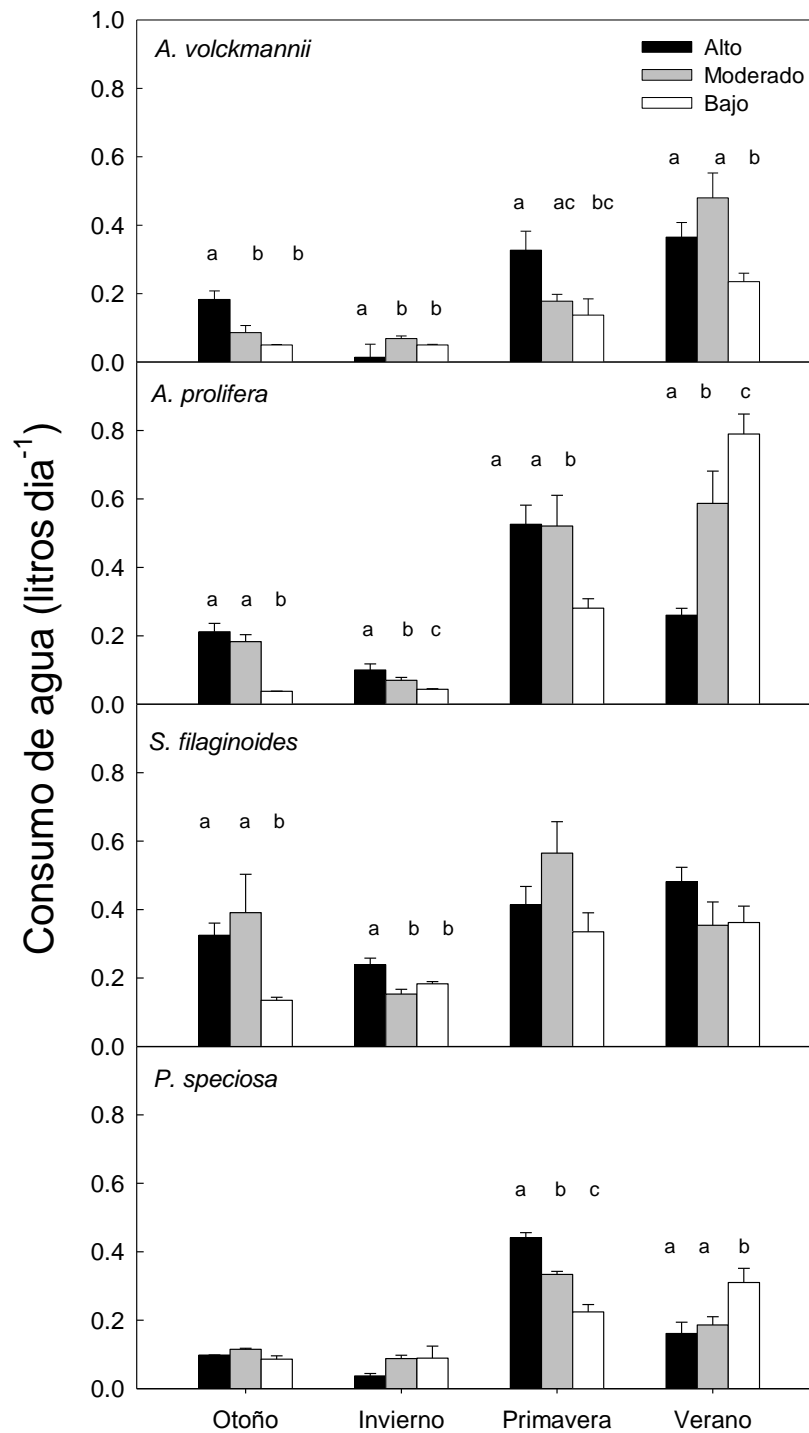 Consumo de agua (litros dia-1)
A. volckmannii
Alto
Moderado
Bajo
1.0
0.8
0.6
0.4
0.2
0.0
a b b
a b b
a ac bc
a a b
A. prolifera
0.8
0.6
0.4
0.2
0.0
a a b
a b c
a a b
a b c
S. filaginoides
0.8
0.6
0.4
0.2
0.0
a a b
a b b
P. speciosa
0.8
0.6
0.4
0.2
0.0
a b c
a a b
Otoño Invierno Primavera Verano